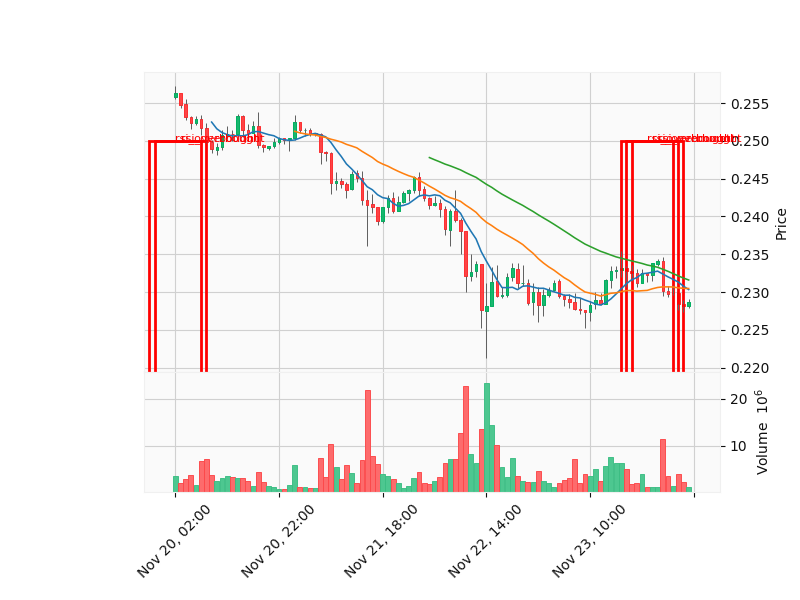 0.255
0.250
0.245
0.240
0.235
0.230
0.225
0.220
Price
20
10
Volume 10⁶
Nov 20, 02:00
Nov 20, 22:00
Nov 21, 18:00
Nov 22, 14:00
Nov 23, 10:00